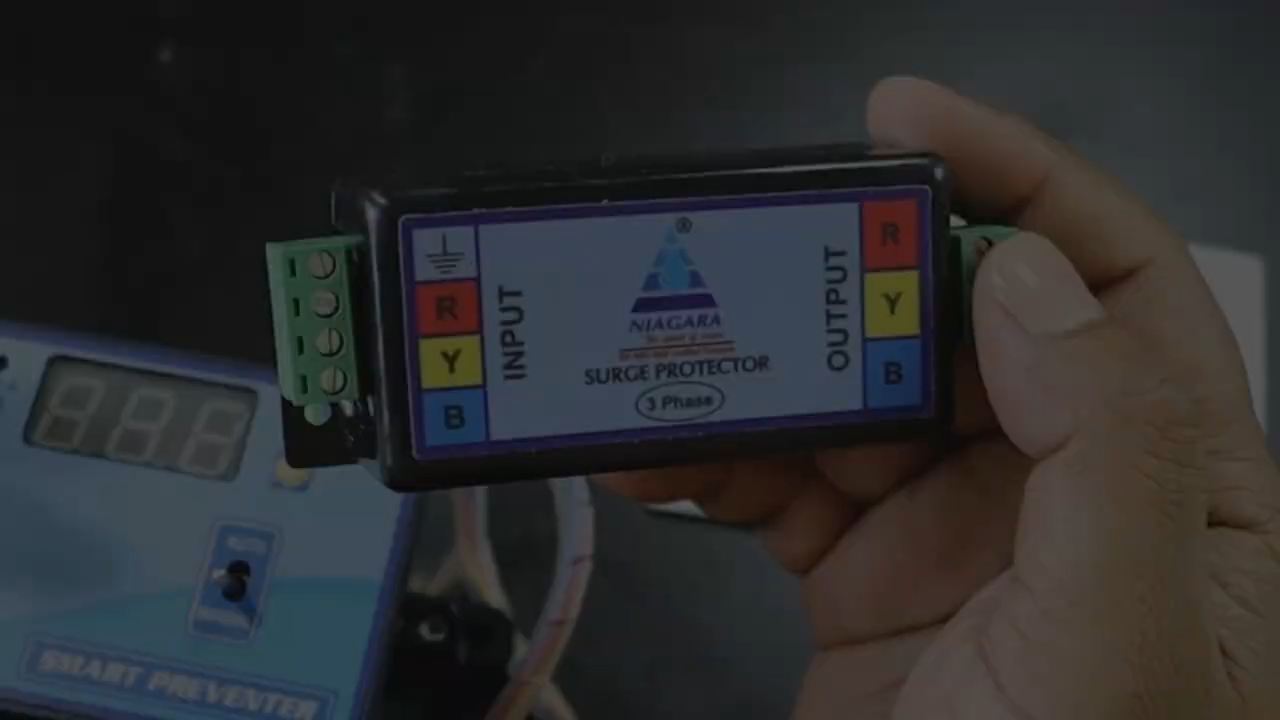 ®
R
Y
B
INPUT
NIAGARA
SURGE PROTECTOR
3 Phase
OUTPUT
R
Y
B
SMART PREVENTER